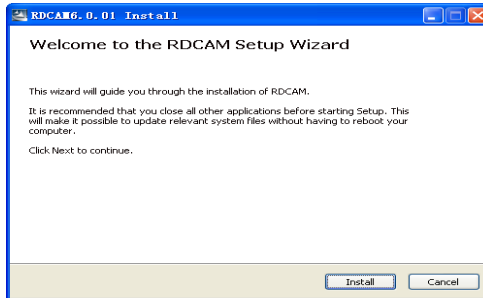 RDCAM6.0.01 Install
Welcome to the RDCAM Setup Wizard
This wizard will guide you through the installation of RDCAM.
It is recommended that you close all other applications before starting Setup. This
will make it possible to update relevant system files without having to reboot your
computer.
Click Next to continue.
Install
Cancel